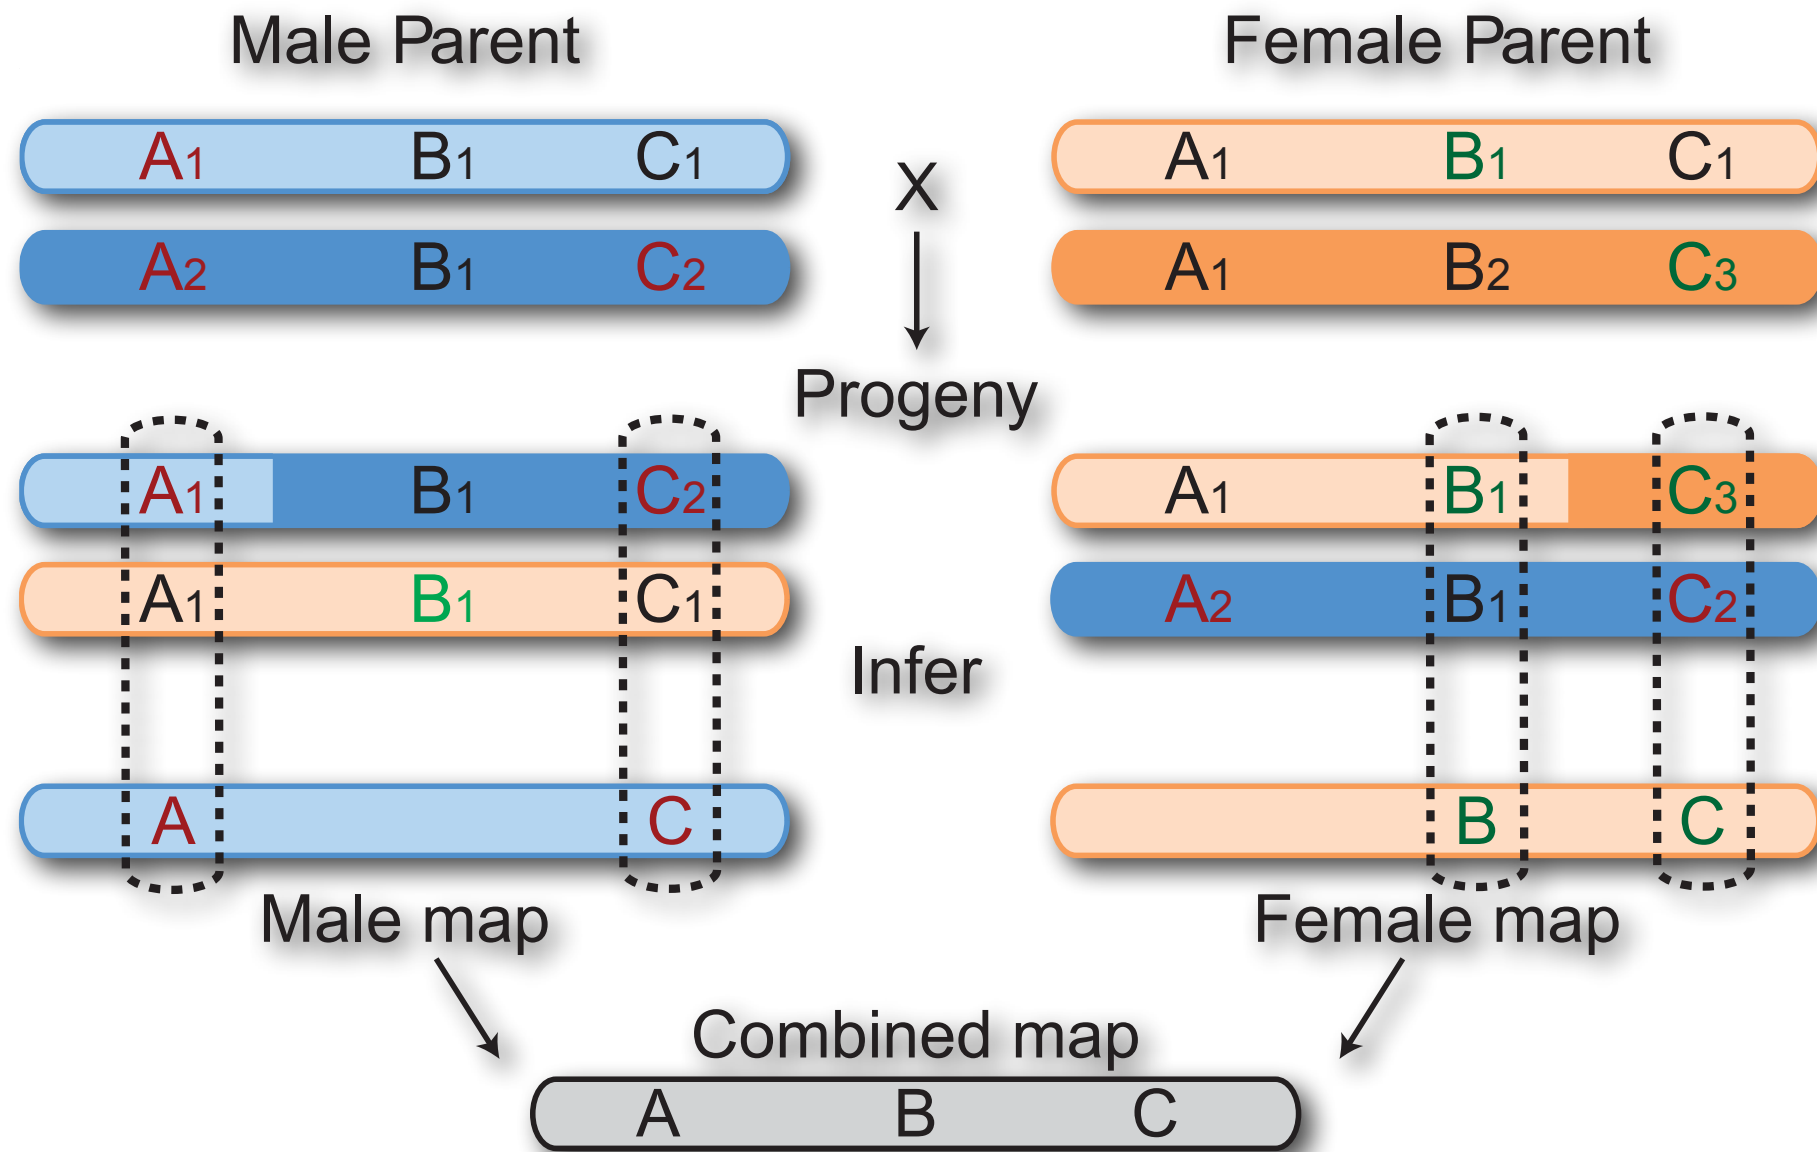 Male Parent
Female Parent
A1 B1 C1
A1 B1 C1
X
A2 B1 C2
A1 B2 C3
Progeny
A1 B1 C2
A1 B1 C3
A1 B1 C1
A2 B1 C2
Infer
A C
B C
Male map
Female map
Combined map
A B C